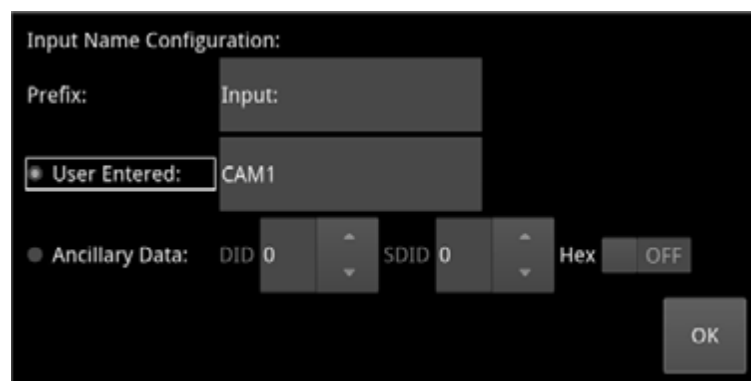 Input Name Configuration:
Prefix: Input:
User Entered: CAM1
Ancillary Data: DID 0 SDID 0 Hex OFF
OK